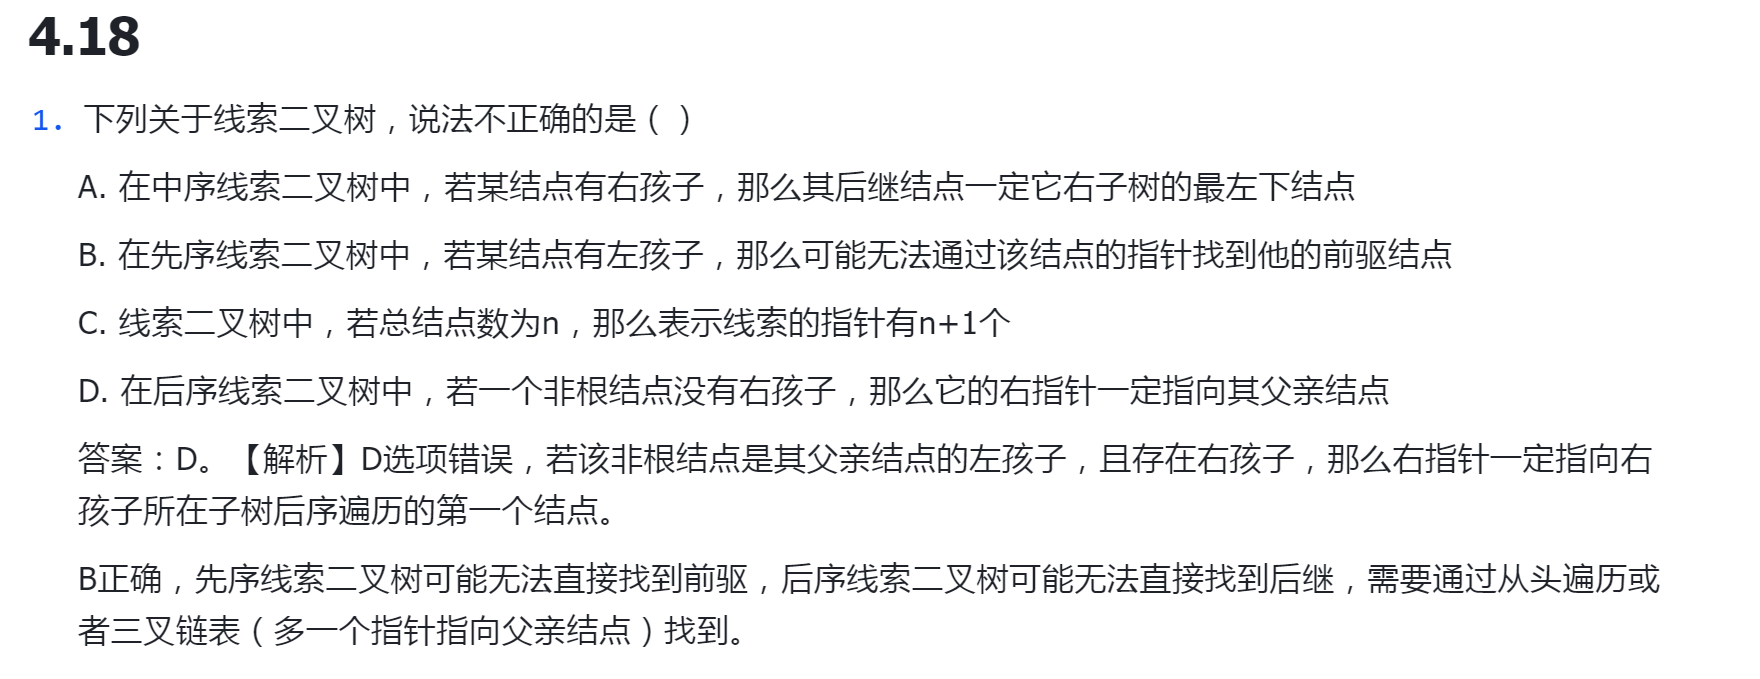 4.18
1. 下列关于线索二叉树，说法不正确的是（ ）
A. 在中序线索二叉树中，若某结点有右孩子，那么其后继结点一定它右子树的最左下结点
B. 在先序线索二叉树中，若某结点有左孩子，那么可能无法通过该结点的指针找到他的前驱结点
C. 线索二叉树中，若总结点数为n，那么表示线索的指针有n+1个
D. 在后序线索二叉树中，若一个非根结点没有右孩子，那么它的右指针一定指向其父亲结点
答案：D。【解析】D选项错误，若该非根结点是其父亲结点的左孩子，且存在右孩子，那么右指针一定指向右
孩子所在子树后序遍历的第一个结点。
B正确，先序线索二叉树可能无法直接找到前驱，后序线索二叉树可能无法直接找到后继，需要通过从头遍历或
者三叉链表（多一个指针指向父亲结点）找到。